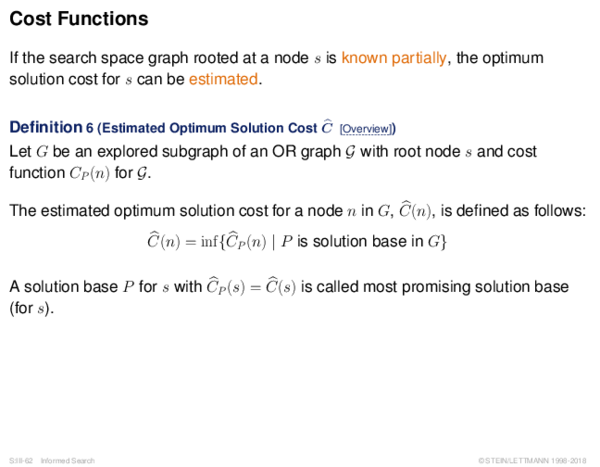 Cost Functions
If the search space graph rooted at a node s is known partially, the optimum
solution cost for s can be estimated.
Definition 6 (Estimated Optimum Solution Cost Ĉ [Overview])
Let G be an explored subgraph of an OR graph 𝒢 with root node s and cost
function C_P(n) for 𝒢.
The estimated optimum solution cost for a node n in G, Ĉ(n), is defined as follows:
Ĉ(n) = inf{Ĉ_P(n) | P is solution base in G}
A solution base P for s with Ĉ_P(s) = Ĉ(s) is called most promising solution base
(for s).
S:II-62 Informed Search
©STEIN/LETTMANN 1998-2018